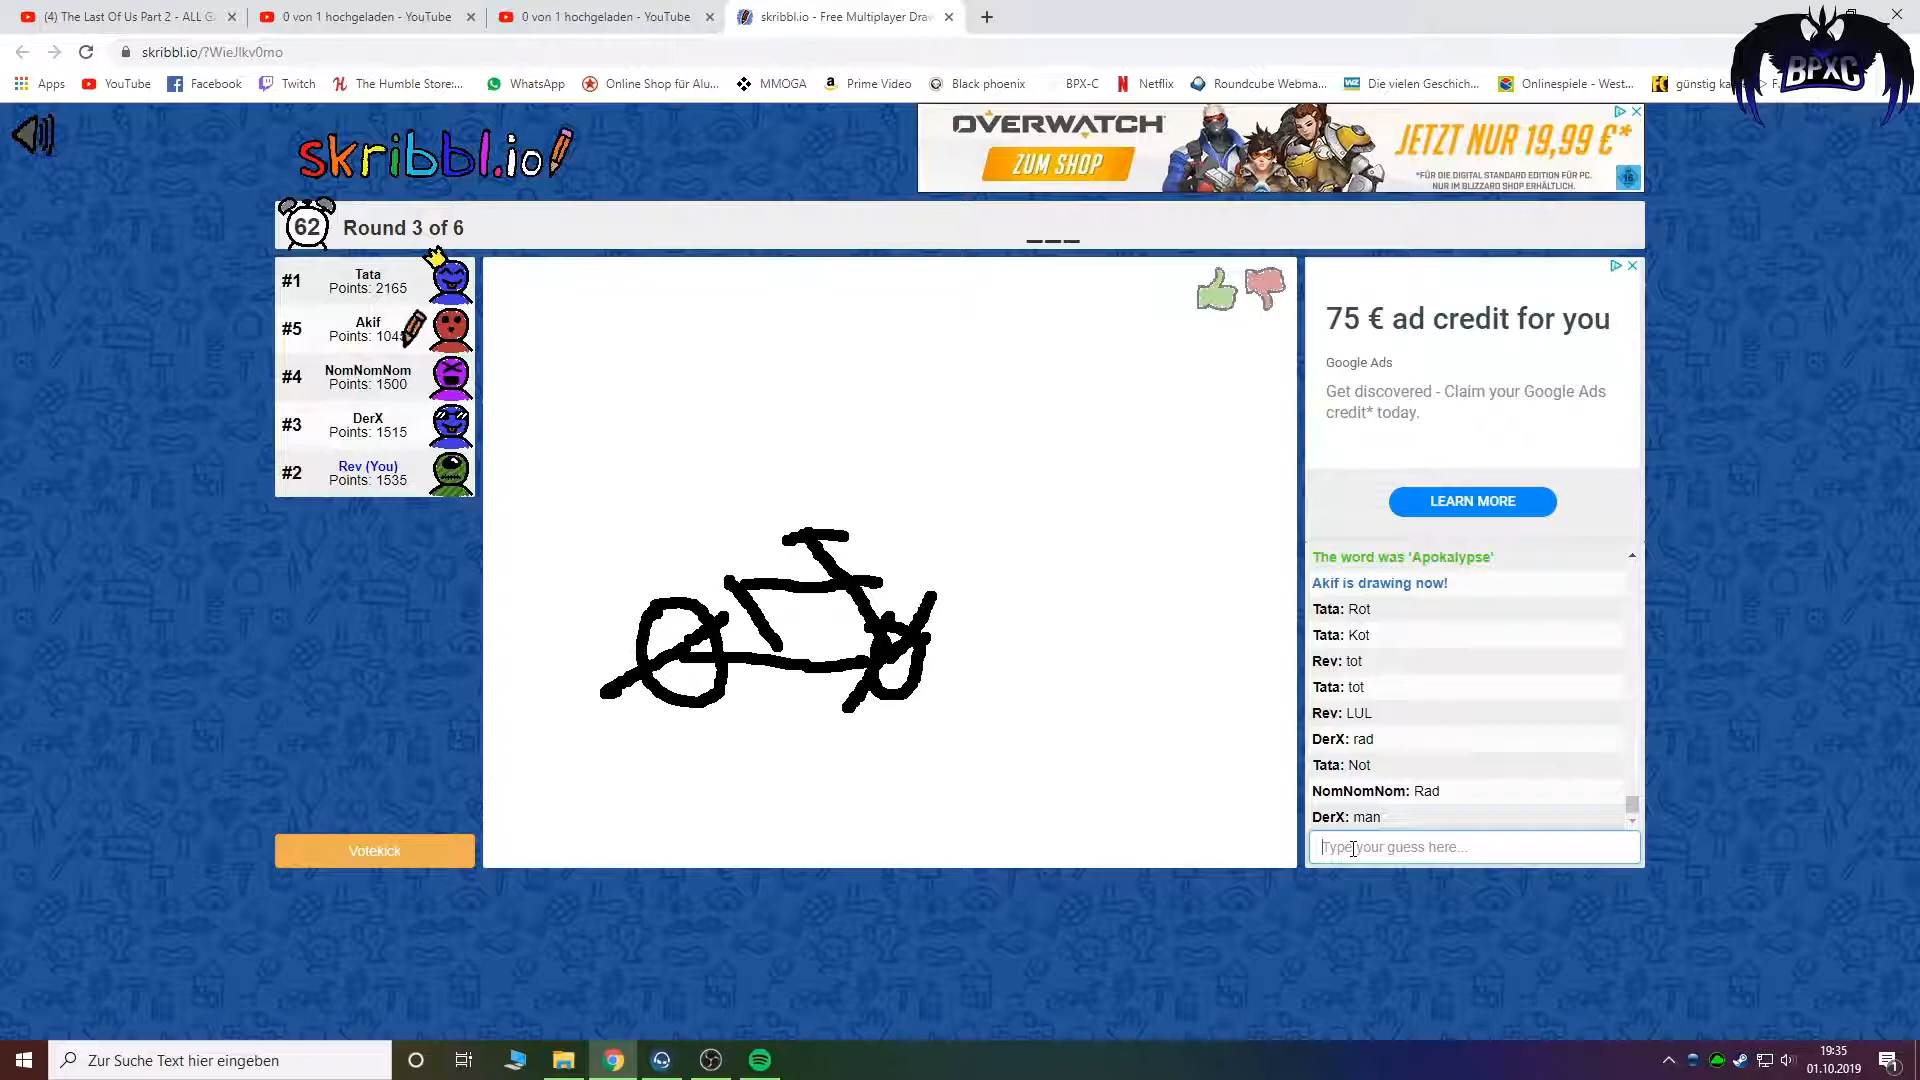 (4) The Last Of Us Part 2 - ALL G
0 von 1 hochgeladen - YouTube
0 von 1 hochgeladen - YouTube
skribbl.io - Free Multiplayer Dra
skribbl.io/?WieJlkv0mo
Apps
YouTube
Facebook
Twitch
The Humble Store:...
WhatsApp
Online Shop für Alu...
MMOGA
Prime Video
Black phoenix
BPX-C
Netflix
Roundcube Webma...
Die vielen Geschich...
Onlinespiele - West...
günstig ka
BPXC
skribbl.io
OVERWATCH
ZUM SHOP
JETZT NUR 19,99 €*
*FÜR DIE DIGITAL STANDARD EDITION FÜR PC.
NUR IM BLIZZARD SHOP ERHÄLTLICH.
16
62
Round 3 of 6
___
#1
Tata
Points: 2165
#5
Akif
Points: 1045
#4
NomNomNom
Points: 1500
#3
DerX
Points: 1515
#2
Rev (You)
Points: 1535
Votekick
75 € ad credit for you
Google Ads
Get discovered - Claim your Google Ads
credit* today.
LEARN MORE
The word was 'Apokalypse'
Akif is drawing now!
Tata: Rot
Tata: Kot
Rev: tot
Tata: tot
Rev: LUL
DerX: rad
Tata: Not
NomNomNom: Rad
DerX: man
Type your guess here...
Zur Suche Text hier eingeben
19:35
01.10.2019
1